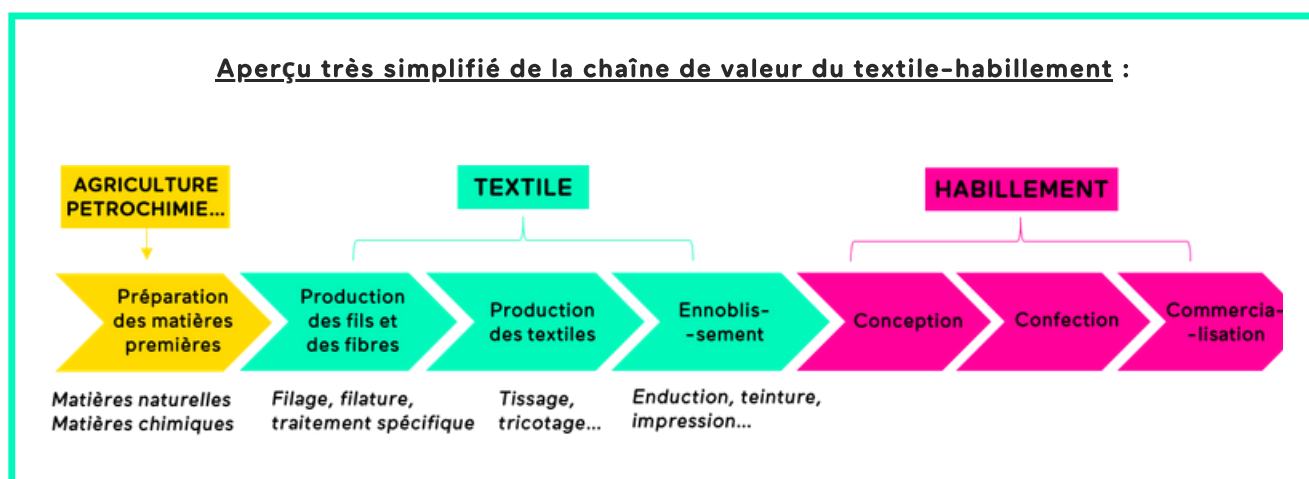 Aperçu très simplifié de la chaîne de valeur du textile-habillement :
AGRICULTURE
PETROCHIMIE...
TEXTILE
HABILLEMENT
Préparation
des matières
premières
Production
des fils et
des fibres
Production
des textiles
Ennoblis-
-sement
Conception
Confection
Commercia-
-lisation
Matières naturelles
Matières chimiques
Filage, filature,
traitement spécifique
Tissage,
tricotage...
Enduction, teinture,
impression...